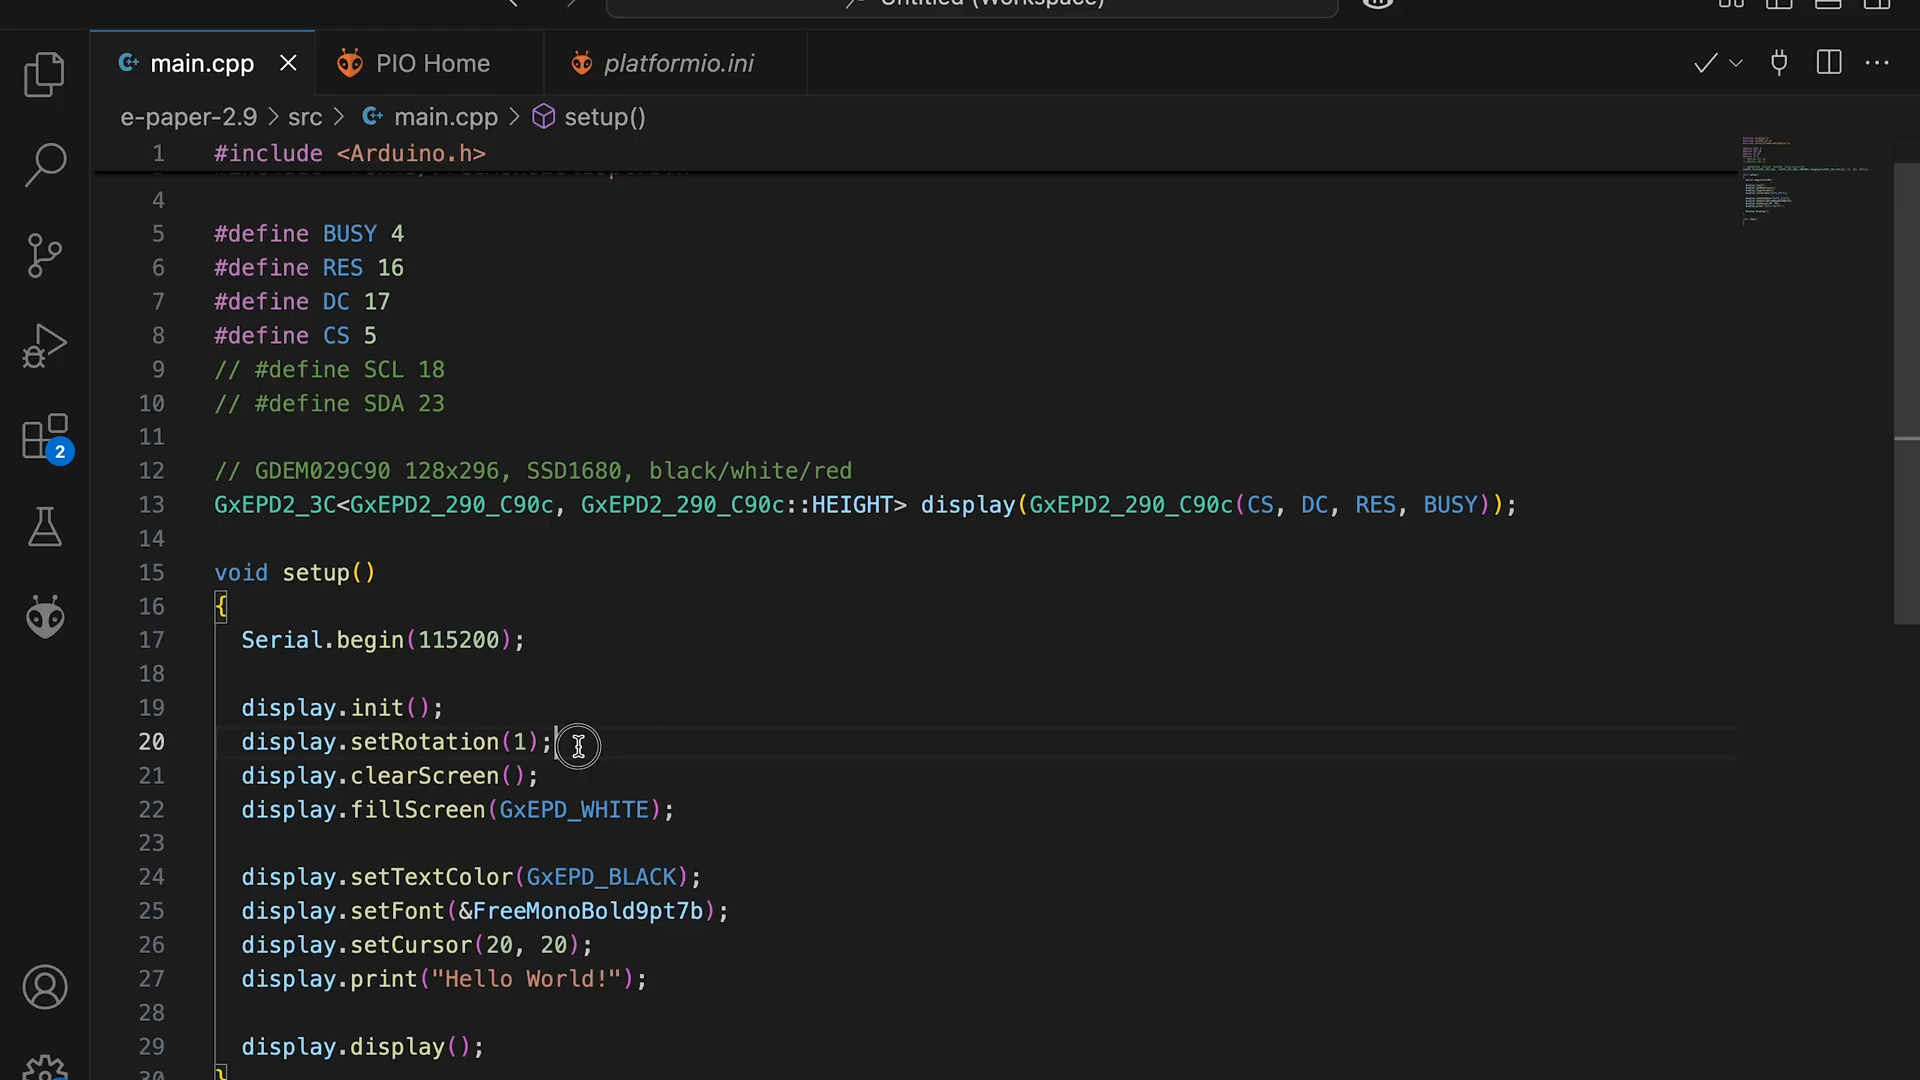 Untitled (Workspace)
main.cpp
PIO Home
platformio.ini
e-paper-2.9 > src > main.cpp > setup()
1 #include <Arduino.h>
4
5 #define BUSY 4
6 #define RES 16
7 #define DC 17
8 #define CS 5
9 // #define SCL 18
10 // #define SDA 23
11
12 // GDEM029C90 128x296, SSD1680, black/white/red
13 GxEPD2_3C<GxEPD2_290_C90c, GxEPD2_290_C90c::HEIGHT> display(GxEPD2_290_C90c(CS, DC, RES, BUSY));
14
15 void setup()
16 {
17 Serial.begin(115200);
18
19 display.init();
20 display.setRotation(1);
21 display.clearScreen();
22 display.fillScreen(GxEPD_WHITE);
23
24 display.setTextColor(GxEPD_BLACK);
25 display.setFont(&FreeMonoBold9pt7b);
26 display.setCursor(20, 20);
27 display.print("Hello World!");
28
29 display.display();
30 }
2